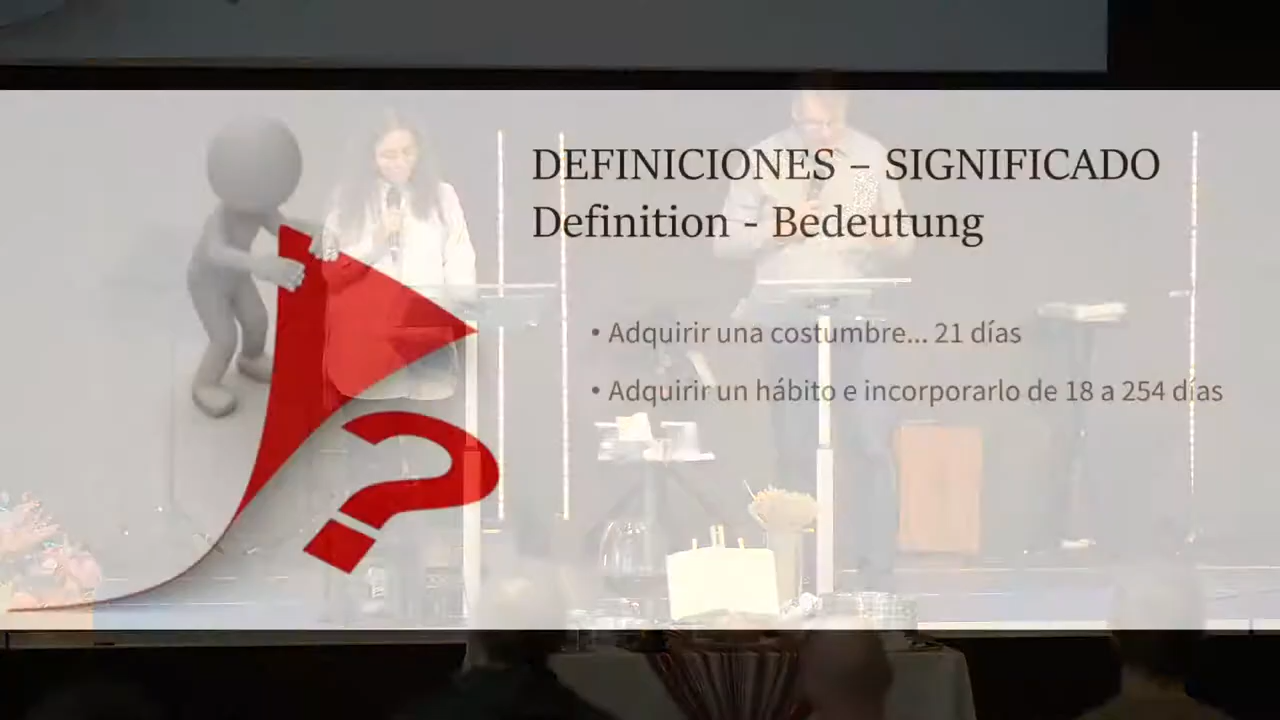 DEFINICIONES – SIGNIFICADO
Definition - Bedeutung
• Adquirir una costumbre... 21 días
• Adquirir un hábito e incorporarlo de 18 a 254 días
?